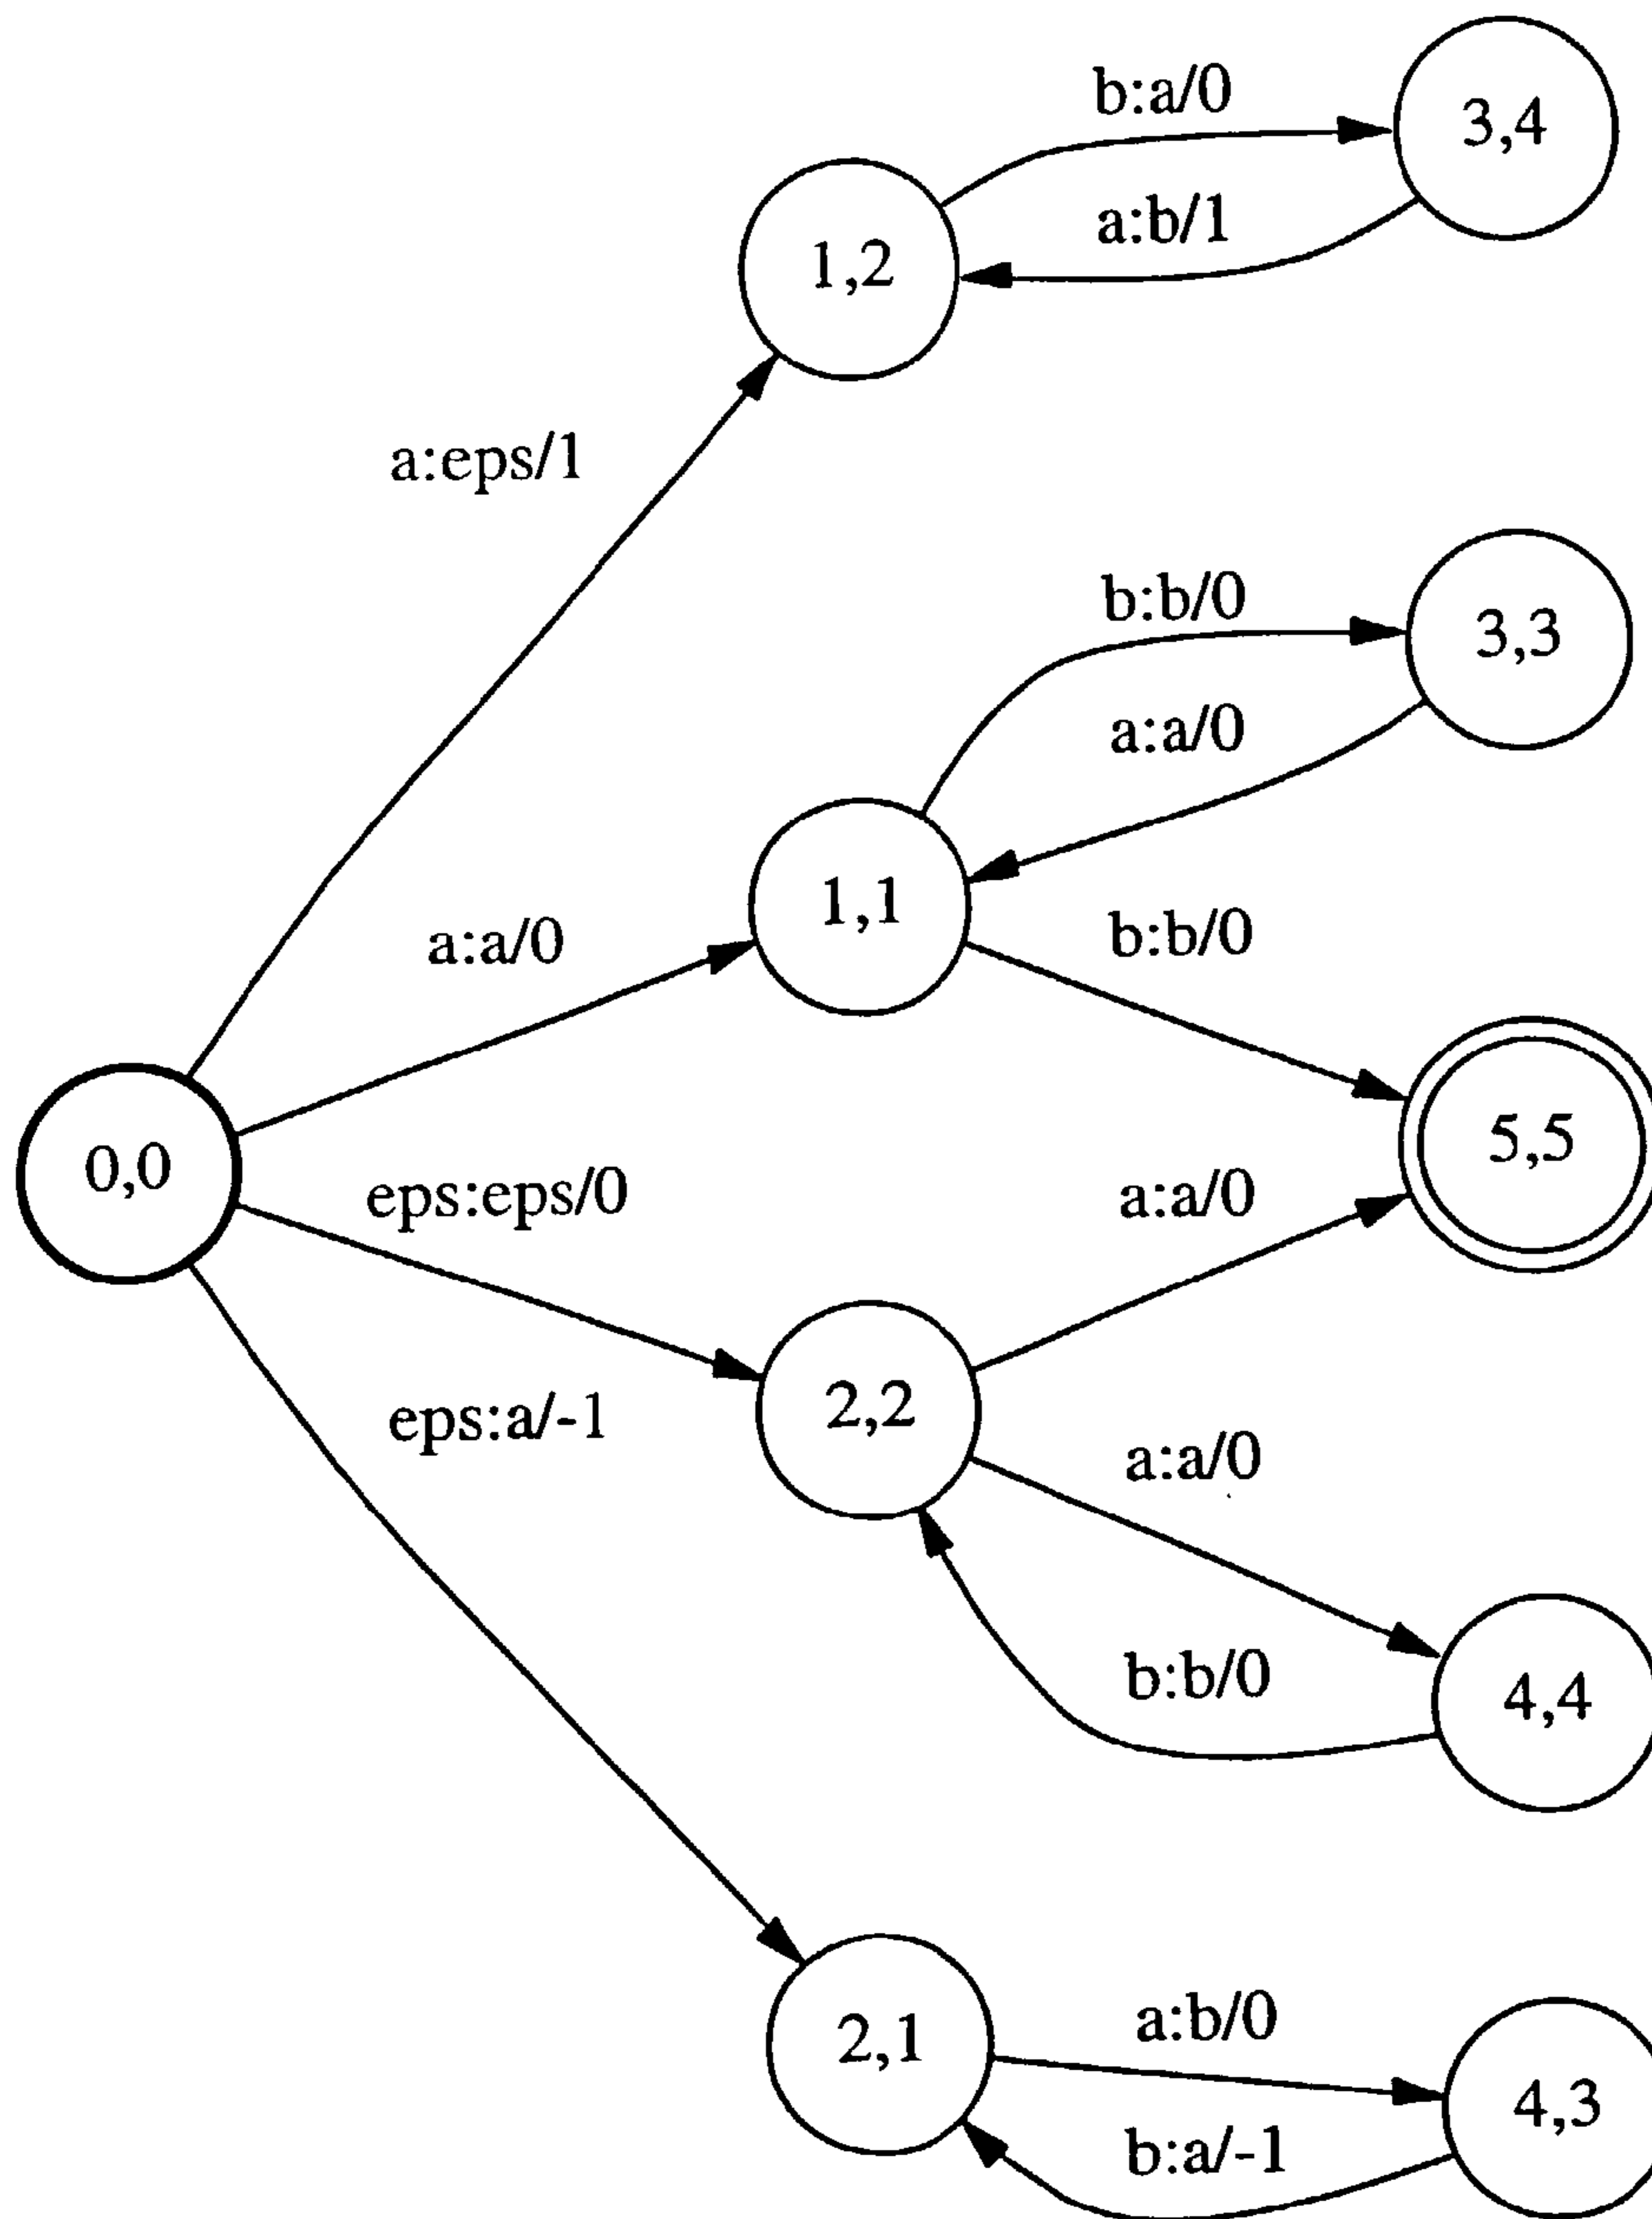 b:a/0
3,4
a:b/1
1,2
a:eps/1
b:b/0
3,3
a:a/0
1,1
b:b/0
a:a/0
5,5
0,0
eps:eps/0
a:a/0
2,2
eps:a/-1
a:a/0
b:b/0
4,4
a:b/0
2,1
4,3
b:a/-1